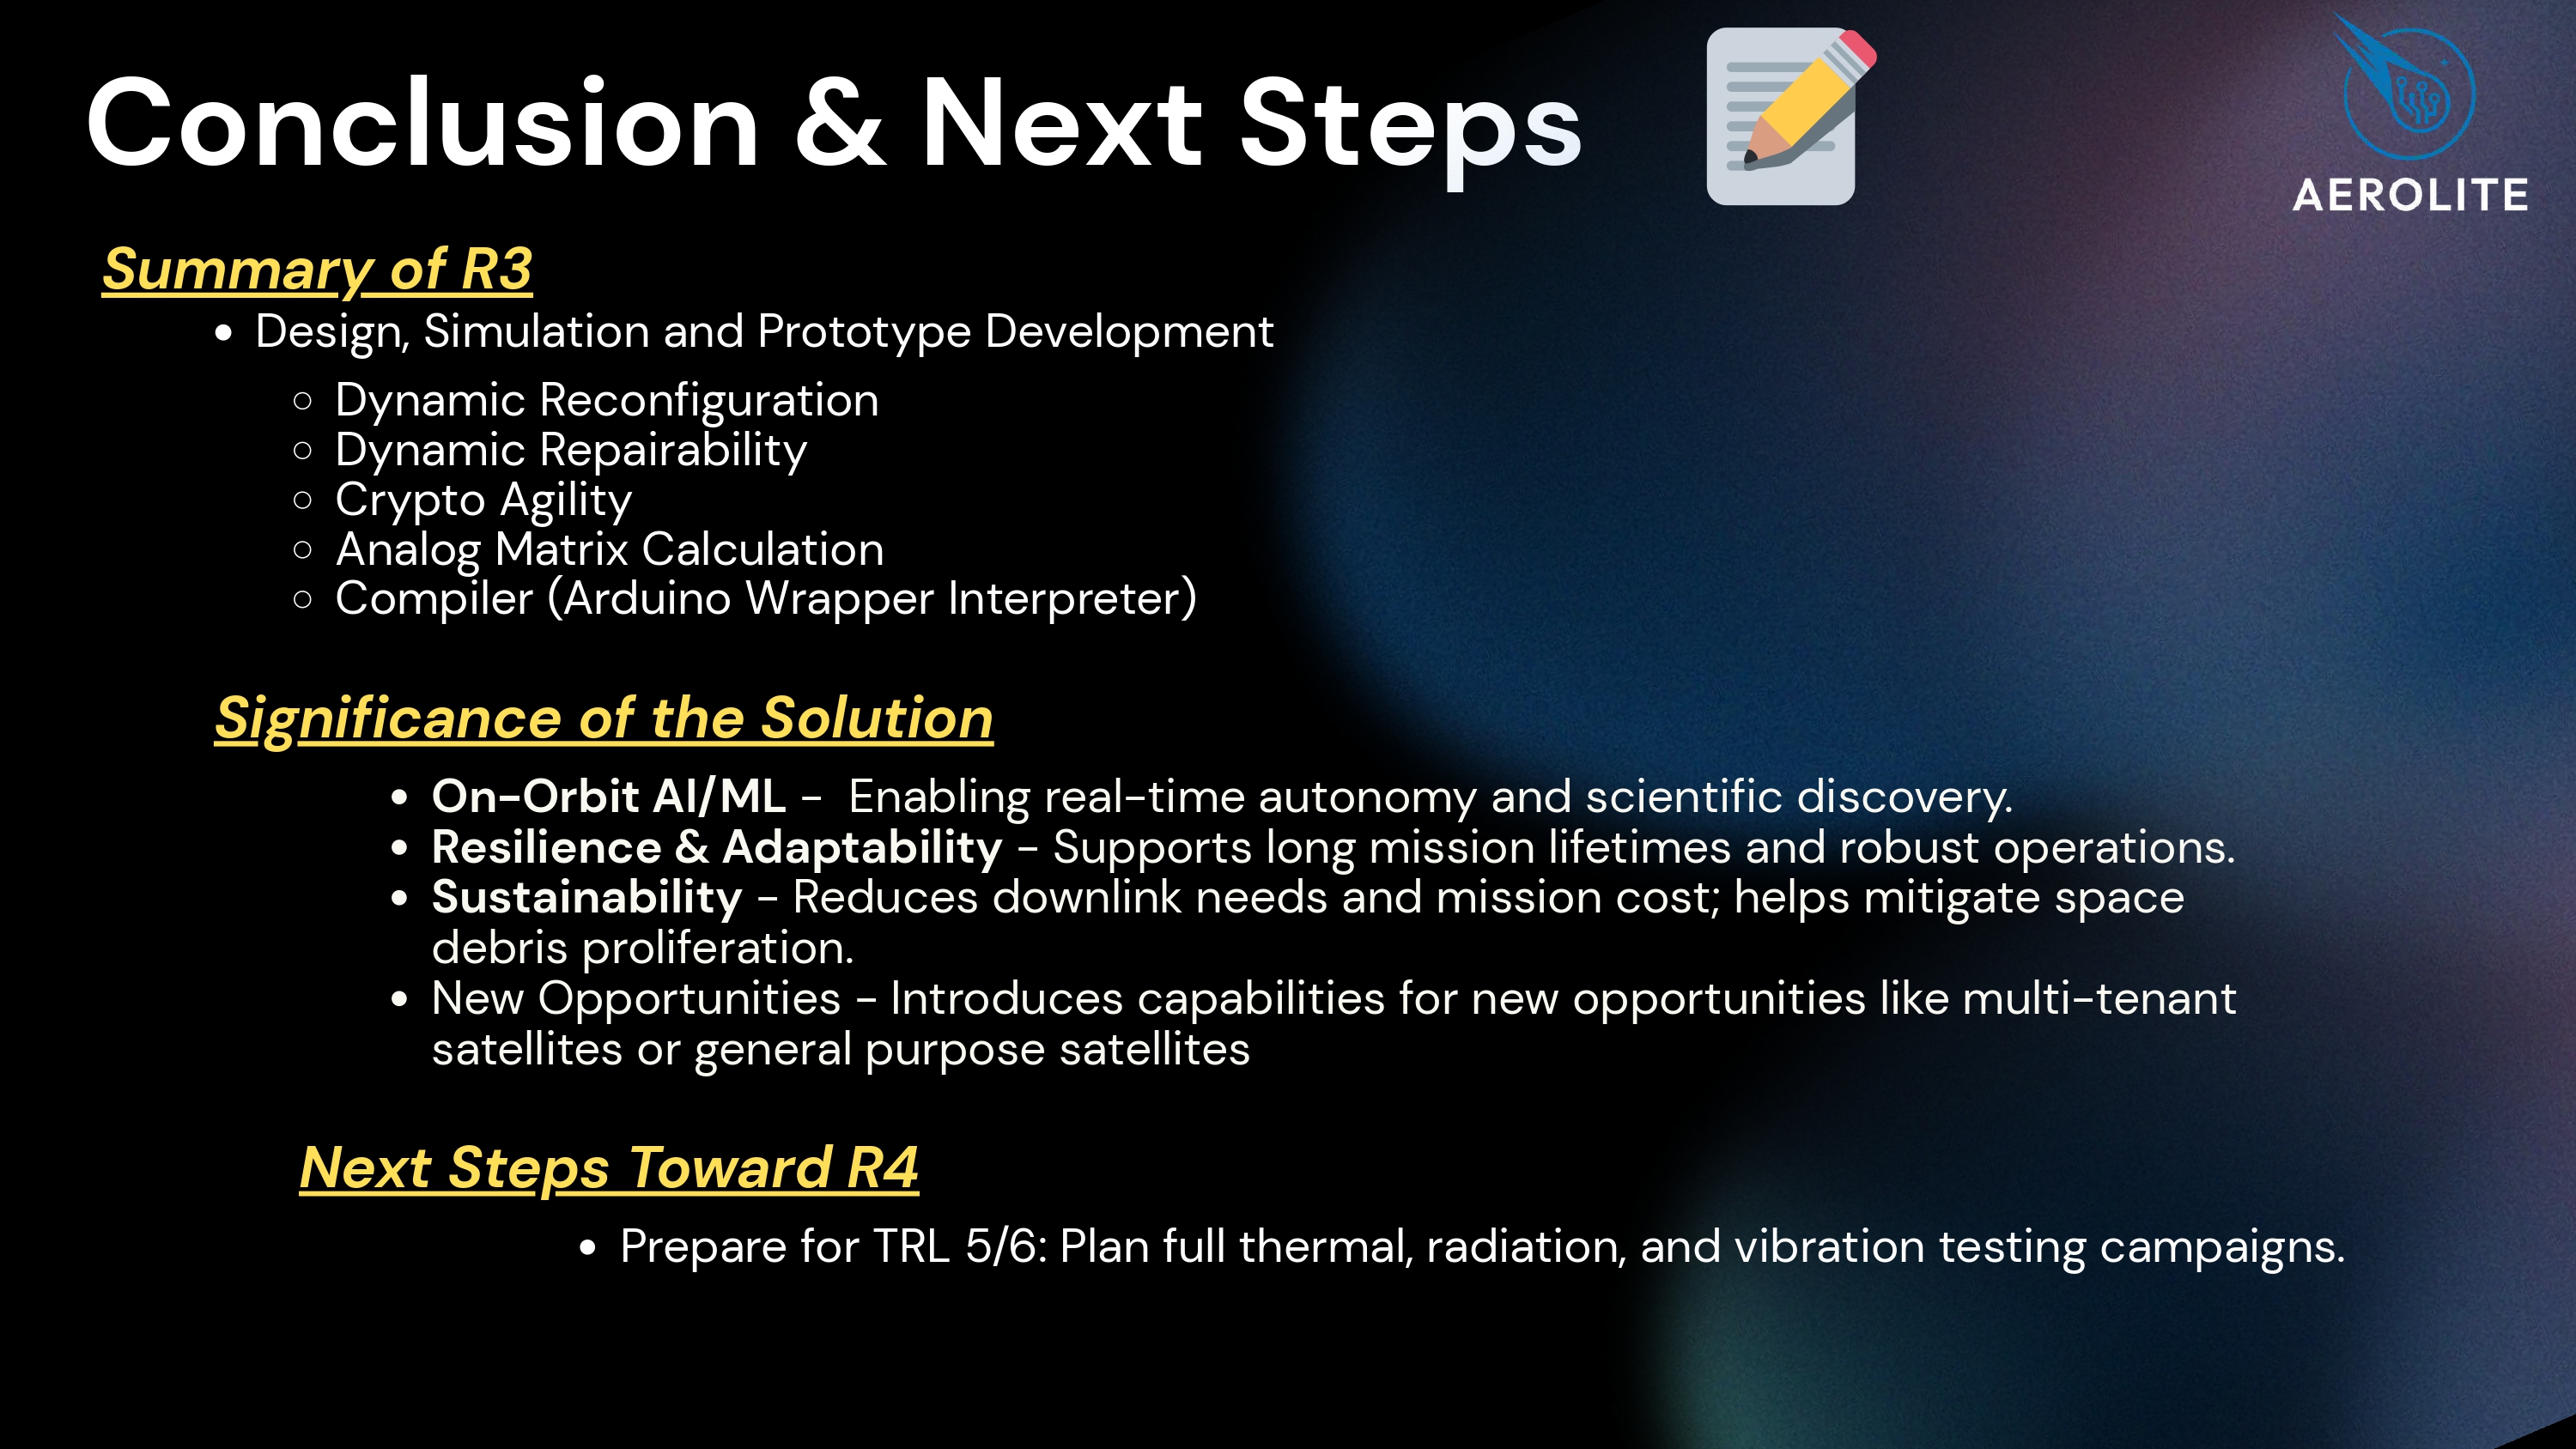 Conclusion & Next Steps
AEROLITE
Summary of R3
• Design, Simulation and Prototype Development
○ Dynamic Reconfiguration
○ Dynamic Repairability
○ Crypto Agility
○ Analog Matrix Calculation
○ Compiler (Arduino Wrapper Interpreter)
Significance of the Solution
• On-Orbit AI/ML - Enabling real-time autonomy and scientific discovery.
• Resilience & Adaptability - Supports long mission lifetimes and robust operations.
• Sustainability - Reduces downlink needs and mission cost; helps mitigate space
debris proliferation.
• New Opportunities - Introduces capabilities for new opportunities like multi-tenant
satellites or general purpose satellites
Next Steps Toward R4
• Prepare for TRL 5/6: Plan full thermal, radiation, and vibration testing campaigns.